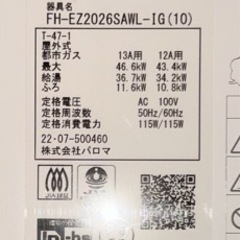 器具名
FH-EZ2026SAWL-IG(10)
T-47-1
屋外式
都市ガス 13A用 12A用
最大 46.6kW 43.4kW
給湯 36.7kW 34.2kW
ふろ 11.6kW 10.8kW
定格電圧 AC 100V
定格周波数 50Hz/60Hz
定格消費電力 115W/115W
22・07-500460
株式会社パロマ